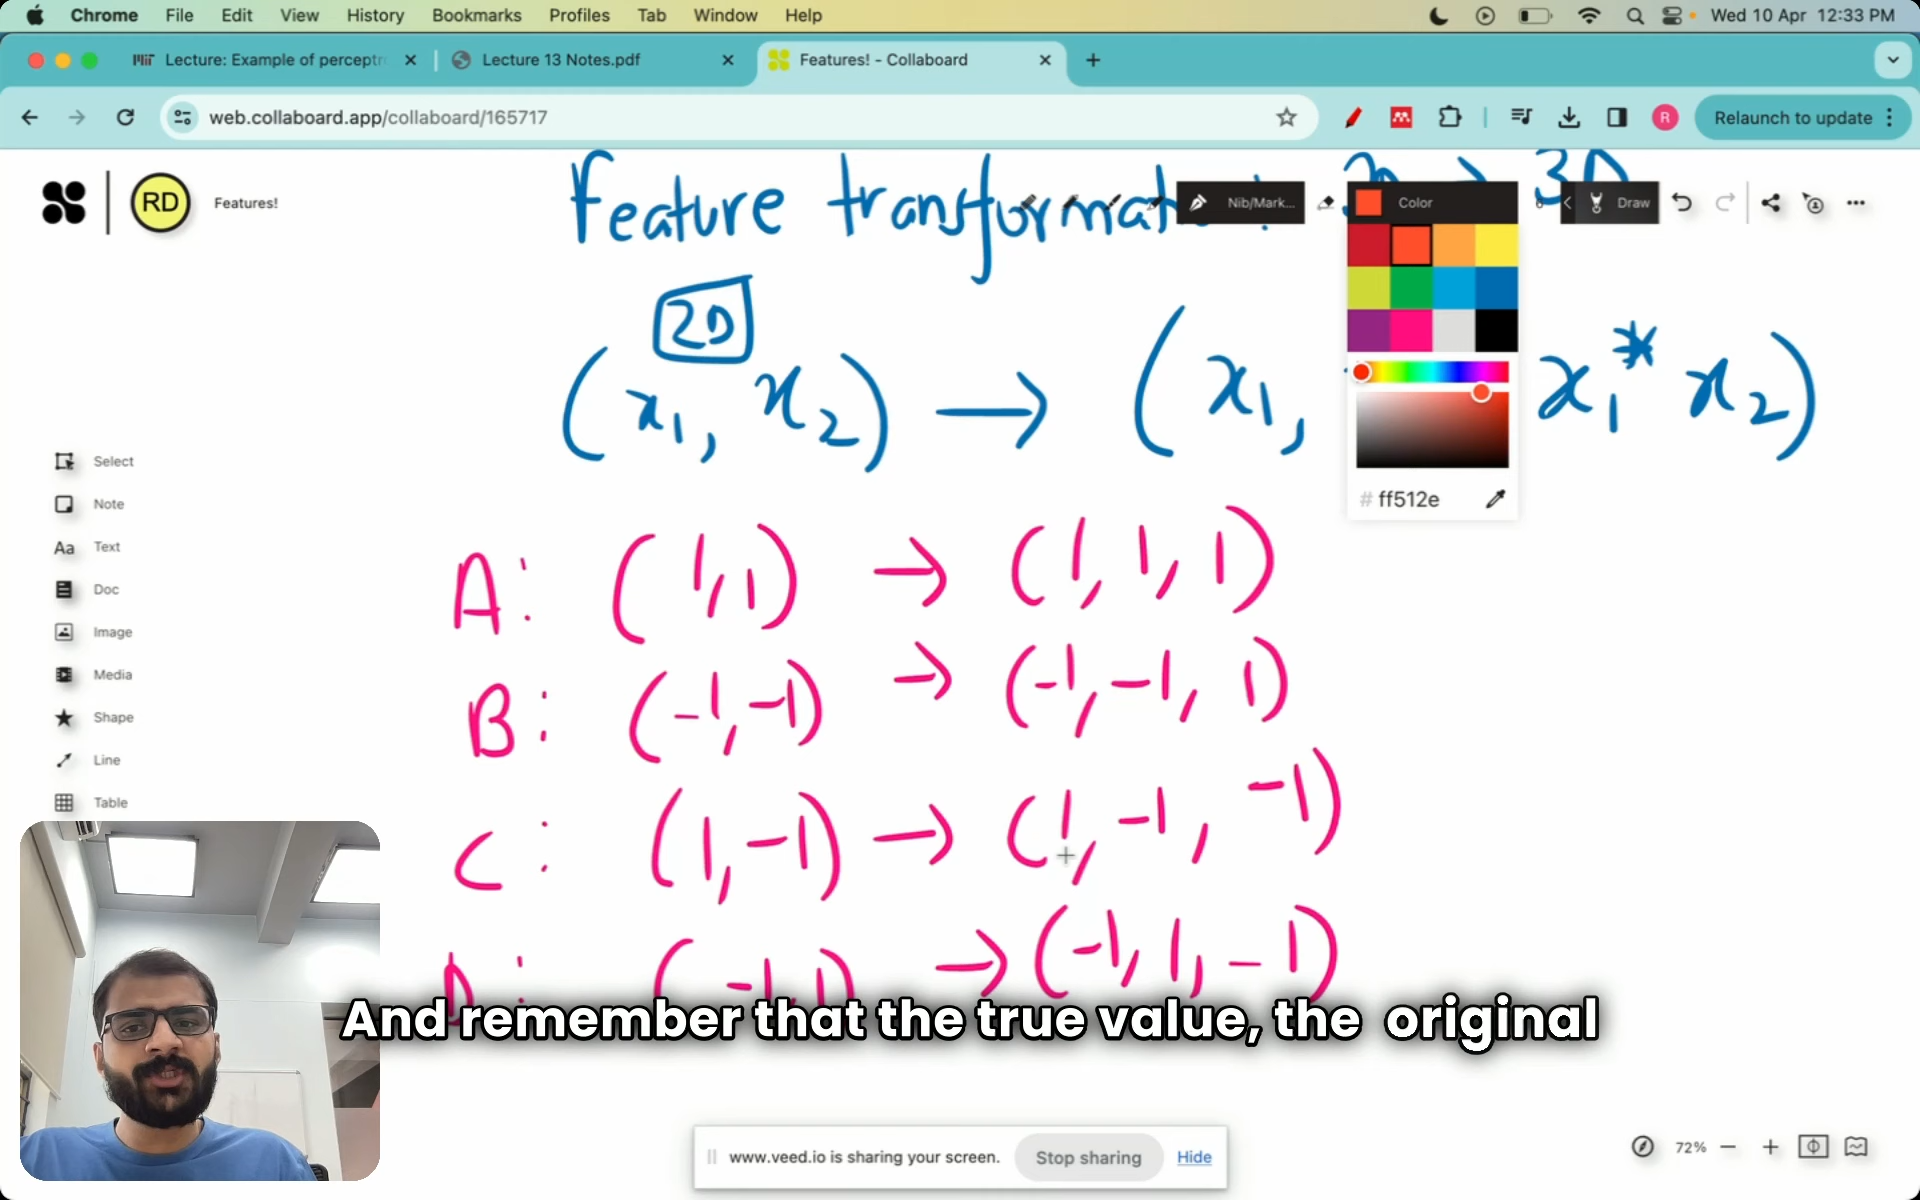 Chrome File Edit View History Bookmarks Profiles Tab Window Help Wed 10 Apr 12:33 PM
Lecture: Example of perceptr Lecture 13 Notes.pdf Features! - Collaboard
web.collaboard.app/collaboard/165717 R Relaunch to update
RD Features! Nib/Mark... Color Draw
Feature transformat : 3D
2D
(x1, x2) → (x1, x1* x2)
# ff512e
Select
Note
Text
Doc
Image
Media
Shape
Line
Table
A: (1,1) → (1, 1, 1)
B: (-1,-1) → (-1, -1, 1)
C: (1,-1) → (1, -1, -1)
D: (-1,1) → (-1, 1, -1)
And remember that the true value, the original
www.veed.io is sharing your screen. Stop sharing Hide
72%